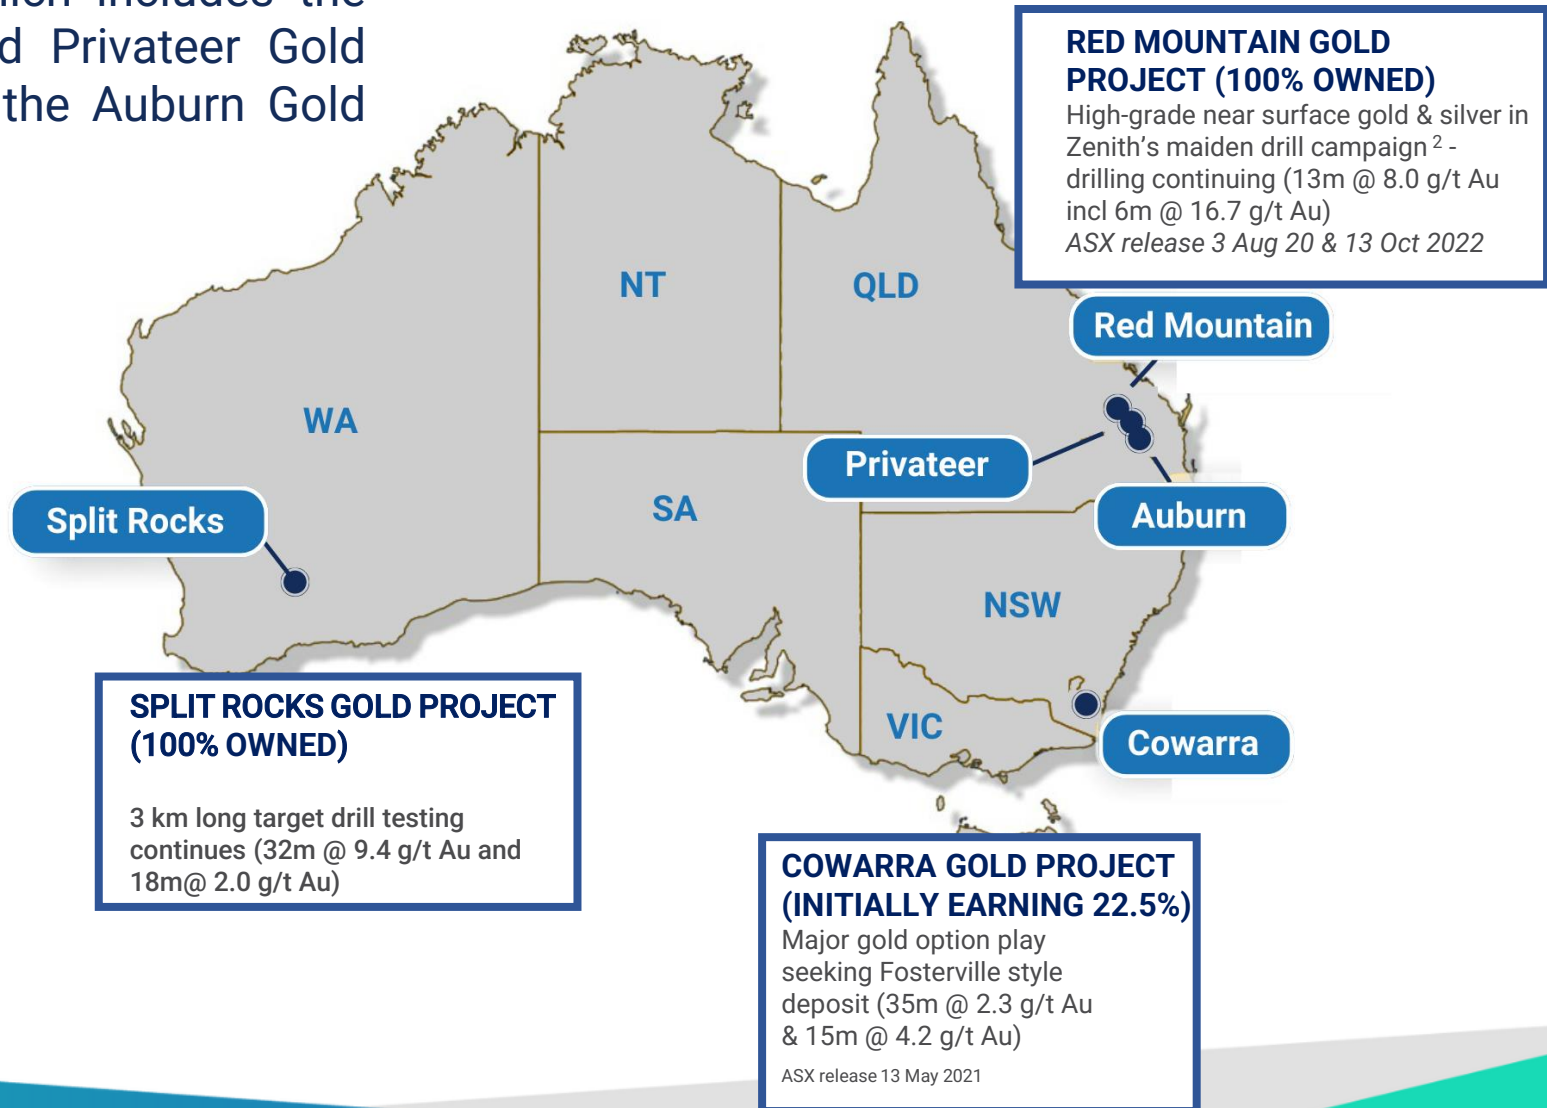 includes the
Privateer Gold
the Auburn Gold
RED MOUNTAIN GOLD
PROJECT (100% OWNED)
High-grade near surface gold & silver in
Zenith’s maiden drill campaign 2 -
drilling continuing (13m @ 8.0 g/t Au
incl 6m @ 16.7 g/t Au)
ASX release 3 Aug 20 & 13 Oct 2022
NT
QLD
Red Mountain
WA
Privateer
Split Rocks
SA
Auburn
NSW
SPLIT ROCKS GOLD PROJECT
(100% OWNED)
3 km long target drill testing
continues (32m @ 9.4 g/t Au and
18m@ 2.0 g/t Au)
VIC
Cowarra
COWARRA GOLD PROJECT
(INITIALLY EARNING 22.5%)
Major gold option play
seeking Fosterville style
deposit (35m @ 2.3 g/t Au
& 15m @ 4.2 g/t Au)
ASX release 13 May 2021